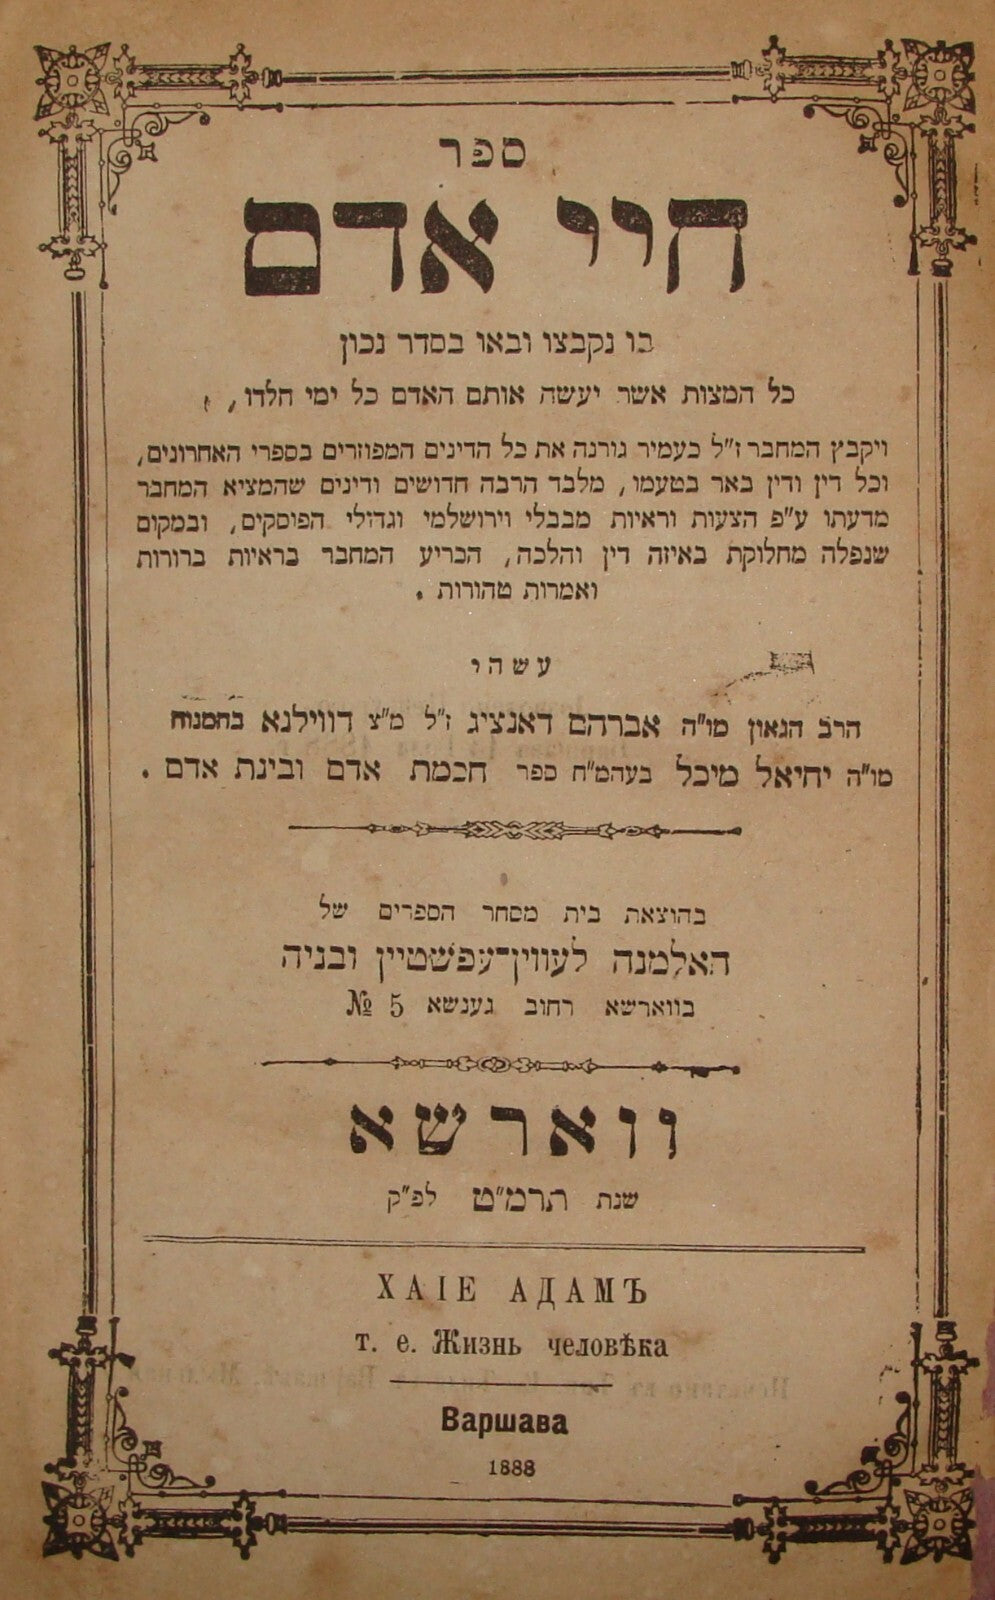 ספר
חיי אדם
בו נקבצו ובאו בסדר נכון
כל המצות אשר יעשה אותם האדם כל ימי חלדו,
ויקבץ המחבר ז"ל כעמיר גורנה את כל הדינים המפוזרים בספרי האחרונים,
וכל דין ודין באר בטעמו, מלבד הרבה חדושים ודינים שהמציא המחבר
מדעתו ע"פ הצעות וראיות מבבלי וירושלמי וגדולי הפוסקים, ובמקום
שנפלה מחלוקת באיזה דין והלכה, הכריע המחבר בראיות ברורות
ואמרות טהורות.
עשהי
הרב הגאון מו"ה אברהם דאנציג ז"ל מ"צ דווילנא בהמנוח
מו"ה יחיאל מיכל בעהמ"ח ספר חכמת אדם ובינת אדם.
בהוצאת בית מסחר הספרים של
האלמנה לעווין־עפשטיין ובניה
בווארשא רחוב גענשא 5 №
ווארשא
שנת תרמ"ט לפ"ק
ХАІЕ АДАМЪ
т. е. Жизнь человѣка
Варшава
1888